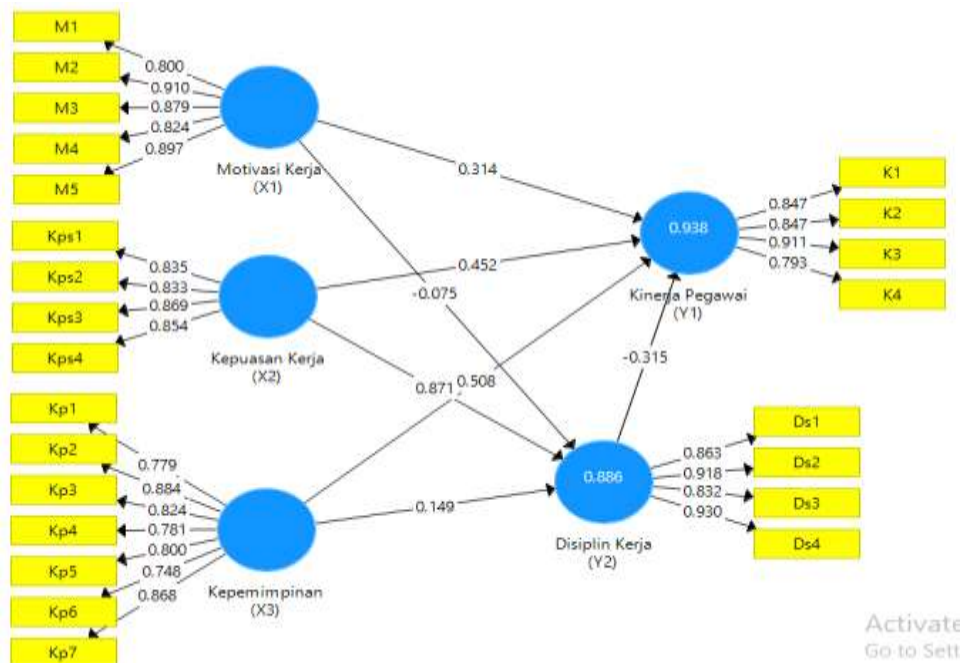 M1
M2
M3
M4
M5
0.800
0.910
0.879
0.824
0.897
Motivasi Kerja
(X1)
Kps1
Kps2
Kps3
Kps4
0.835
0.833
0.869
0.854
Kepuasan Kerja
(X2)
Kp1
Kp2
Kp3
Kp4
Kp5
Kp6
Kp7
0.779
0.884
0.824
0.781
0.800
0.748
0.868
Kepemimpinan
(X3)
0.314
0.452
-0.075
0.508
0.871
0.149
-0.315
0.938
Kinerja Pegawai
(Y1)
0.847
0.847
0.911
0.793
K1
K2
K3
K4
0.886
Disiplin Kerja
(Y2)
0.863
0.918
0.832
0.930
Ds1
Ds2
Ds3
Ds4
Activate
Go to Sett